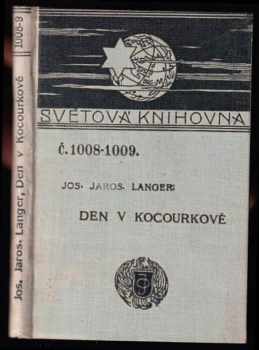 Jos. Jaros. Langer, Den v Kocourkově 1008-9
SVĚTOVÁ KNIHOVNA
Č. 1008-1009.
JOS. JAROS. LANGER:
DEN V KOCOURKOVĚ